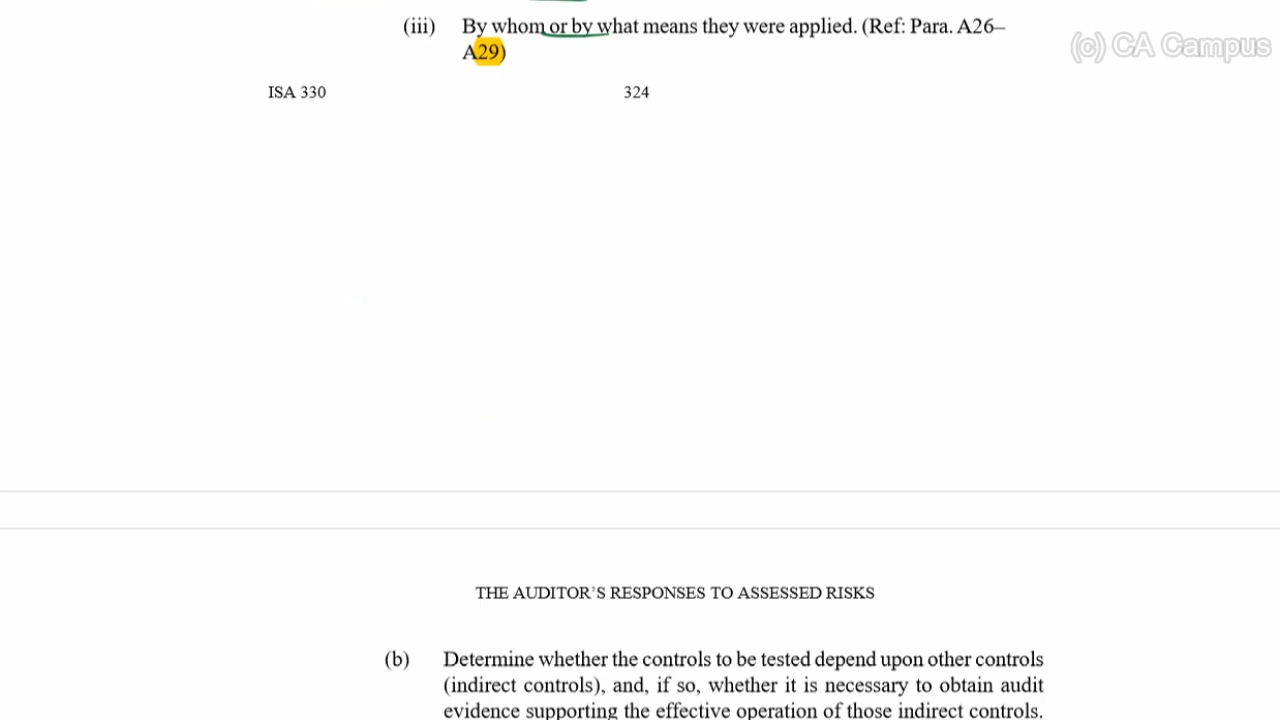 (iii) By whom or by what means they were applied. (Ref: Para. A26–
A29)
(c) CA Campus
ISA 330 324
THE AUDITOR’S RESPONSES TO ASSESSED RISKS
(b) Determine whether the controls to be tested depend upon other controls
(indirect controls), and, if so, whether it is necessary to obtain audit
evidence supporting the effective operation of those indirect controls.